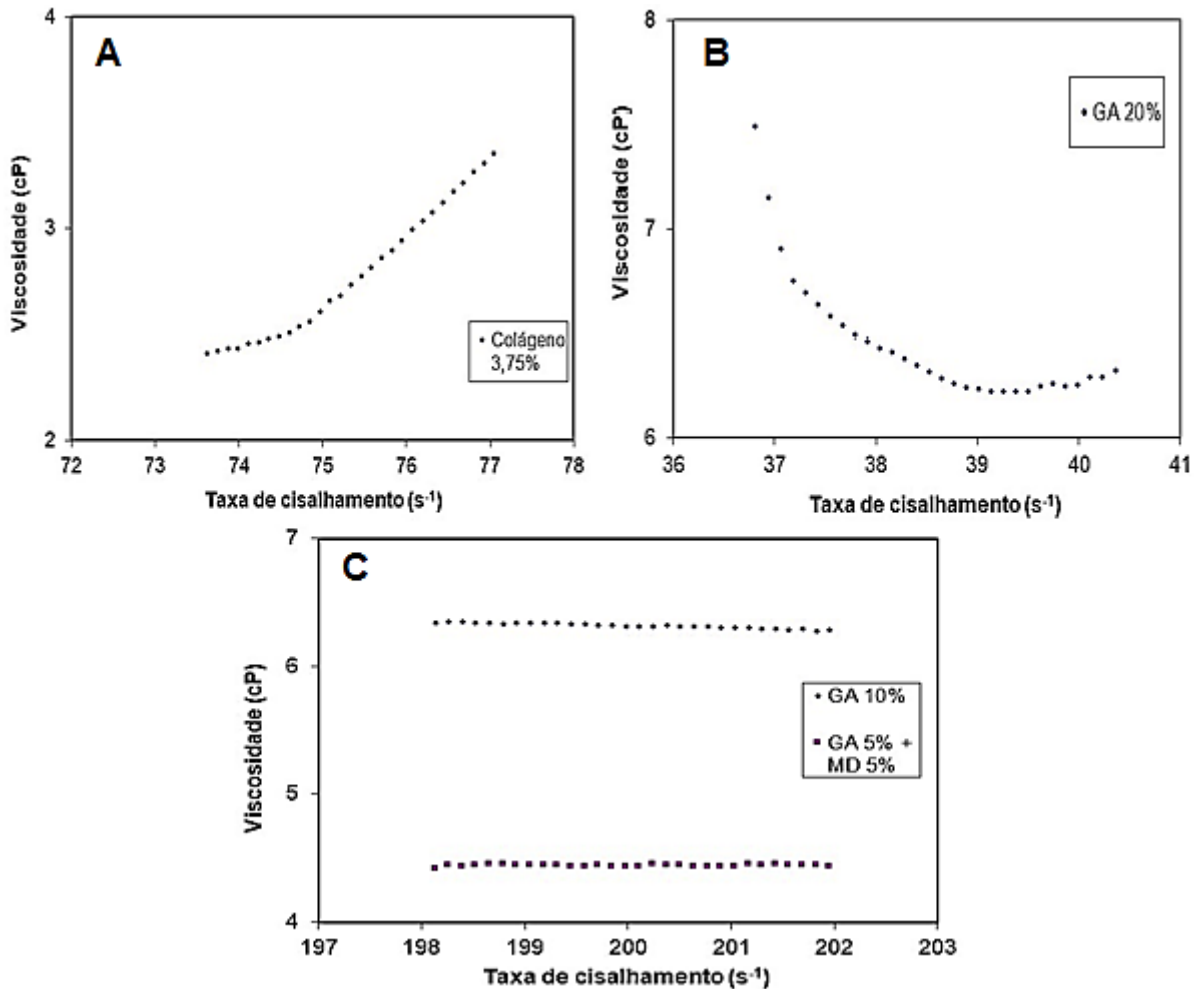 A
Viscosidade (cP)
4
3
2
72 73 74 75 76 77 78
Taxa de cisalhamento (s-1)
Colágeno
3,75%
B
Viscosidade (cP)
8
7
6
36 37 38 39 40 41
Taxa de cisalhamento (s-1)
GA 20%
C
Viscosidade (cP)
7
6
5
4
197 198 199 200 201 202 203
Taxa de cisalhamento (s-1)
GA 10%
GA 5% +
MD 5%